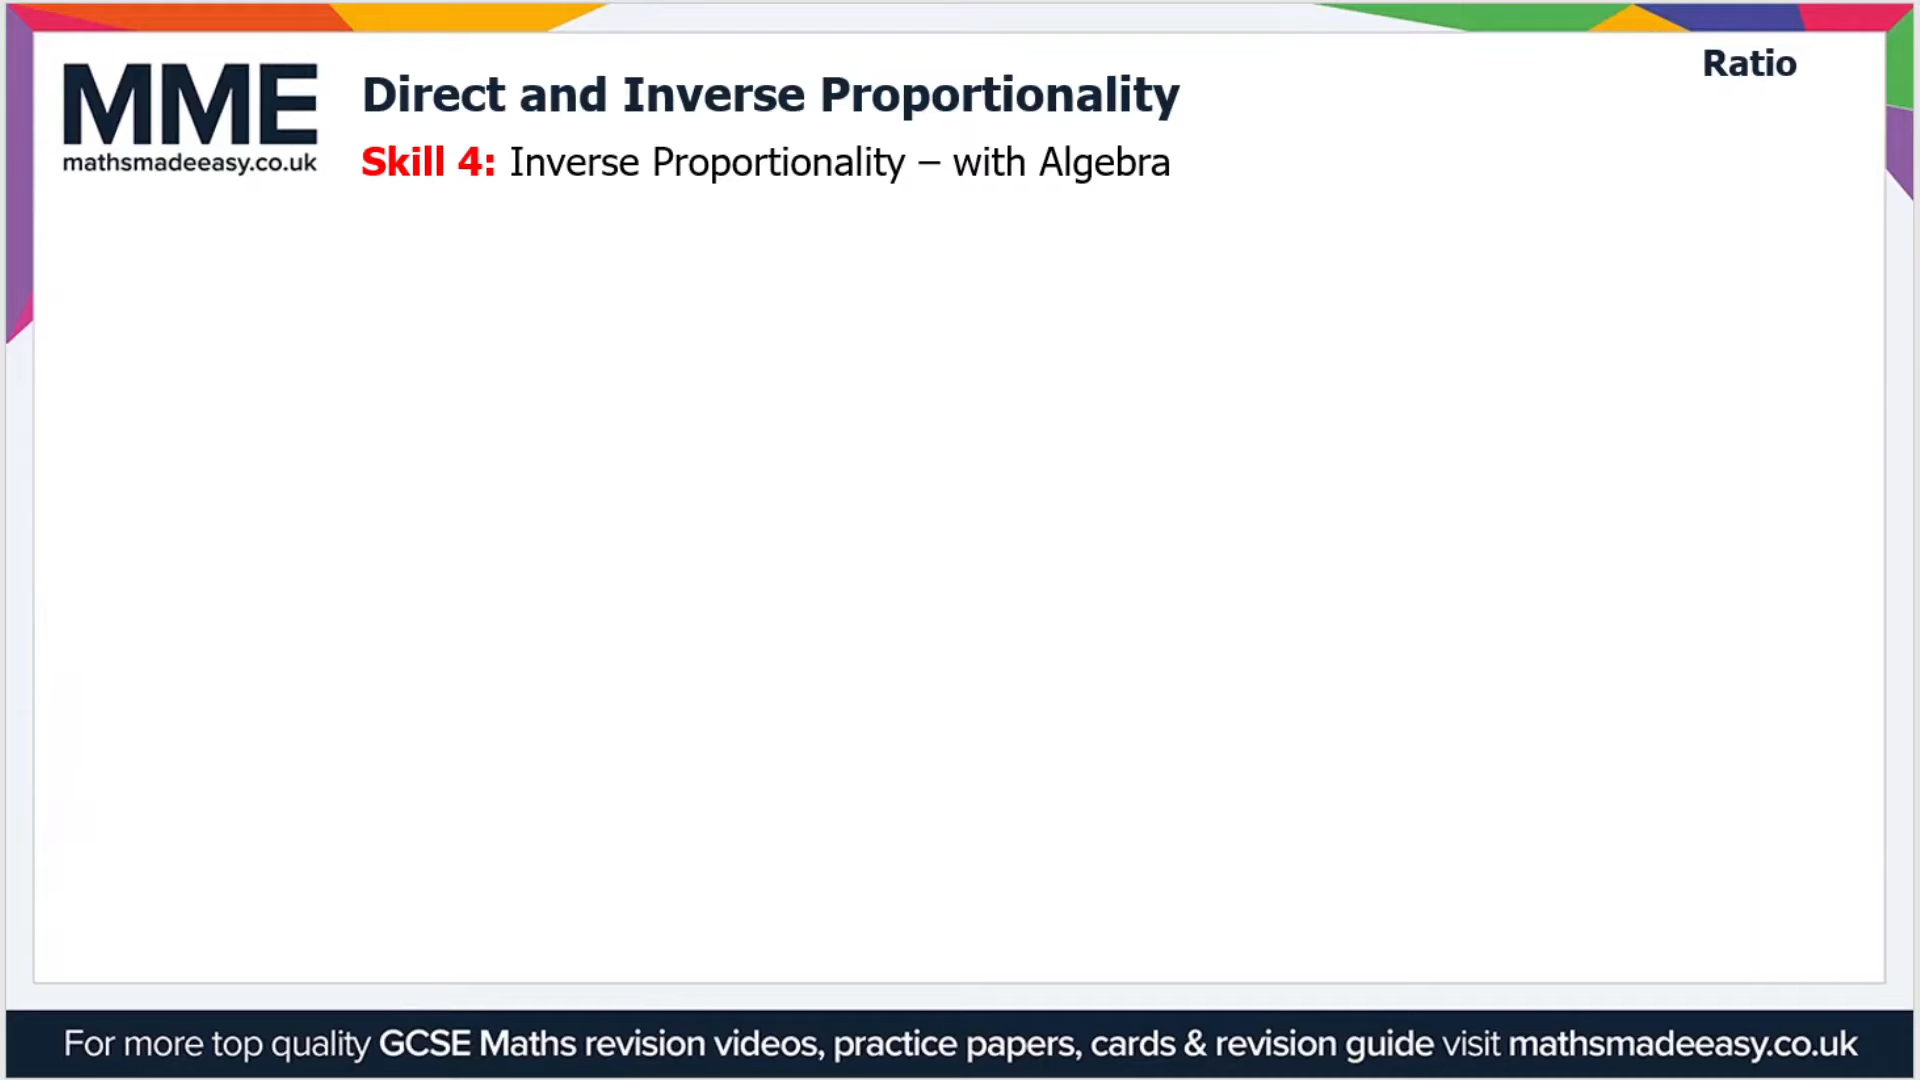 Ratio
MME
mathsmadeeasy.co.uk
Direct and Inverse Proportionality
Skill 4: Inverse Proportionality – with Algebra
For more top quality GCSE Maths revision videos, practice papers, cards & revision guide visit mathsmadeeasy.co.uk